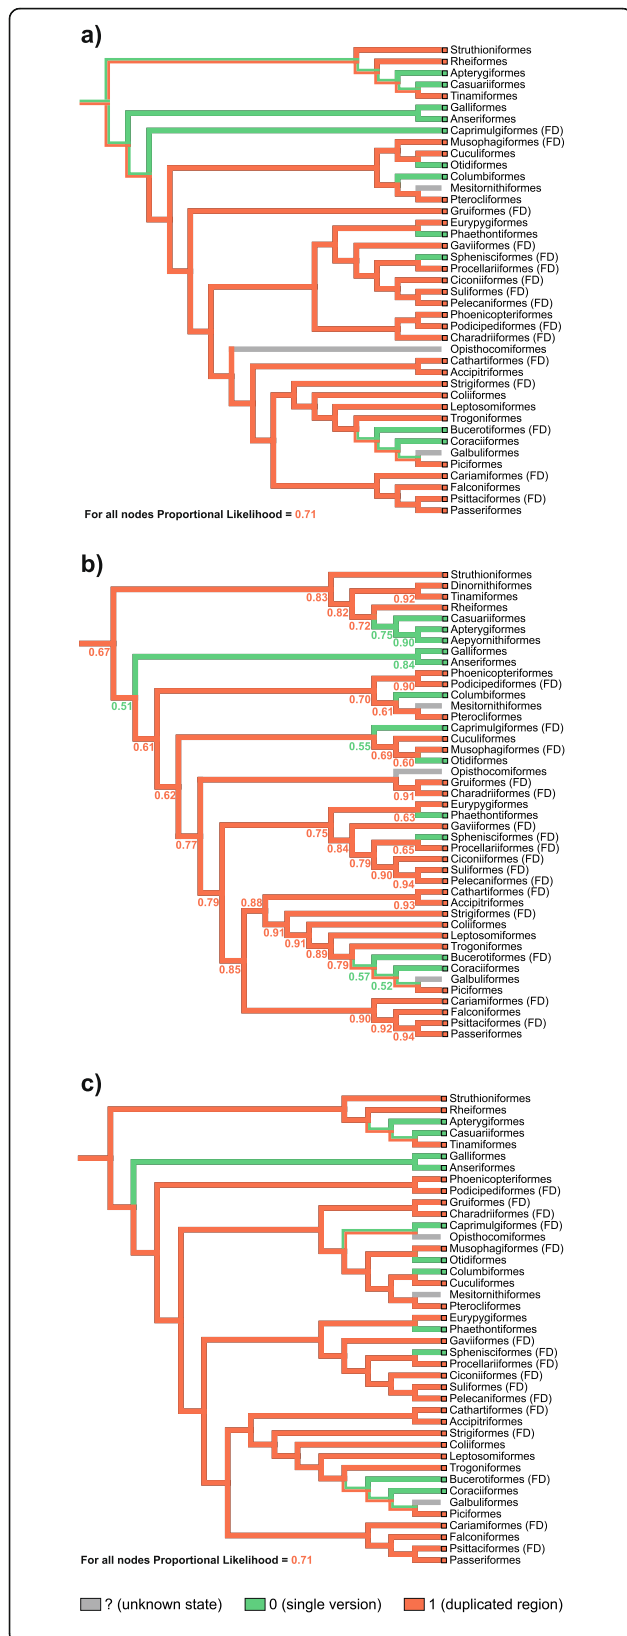 a)
Struthioniformes
Rheiformes
Apterygiformes
Casuariiformes
Tinamiformes
Galliformes
Anseriformes
Caprimulgiformes (FD)
Musophagiformes (FD)
Cuculiformes
Otidiformes
Columbiformes
Mesitornithiformes
Pterocliformes
Gruiformes (FD)
Eurypygiformes
Phaethontiformes
Gaviiformes (FD)
Sphenisciformes (FD)
Procellariiformes (FD)
Ciconiiformes (FD)
Suliformes (FD)
Pelecaniformes (FD)
Phoenicopteriformes
Podicipediformes (FD)
Charadriiformes (FD)
Opisthocomiformes
Cathartiformes (FD)
Accipitriformes
Strigiformes (FD)
Coliiformes
Leptosomiformes
Trogoniformes
Bucerotiformes (FD)
Coraciiformes
Galbuliformes
Piciformes
Cariamiformes (FD)
Falconiformes
Psittaciformes (FD)
Passeriformes
For all nodes Proportional Likelihood = 0.71
b)
Struthioniformes
Dinornithiformes
0.83
0.92
Tinamiformes
0.82
Rheiformes
0.72
Casuariiformes
0.75
Apterygiformes
0.90
Aepyornithiformes
0.67
Galliformes
0.84
Anseriformes
Phoenicopteriformes
0.90
Podicipediformes (FD)
0.70
Columbiformes
0.51
0.61
Mesitornithiformes
Pterocliformes
Caprimulgiformes (FD)
Cuculiformes
0.61
0.55
0.69
Musophagiformes (FD)
0.60
Otidiformes
Opisthocomiformes
Gruiformes (FD)
0.62
0.91
Charadriiformes (FD)
Eurypygiformes
0.63
Phaethontiformes
Gaviiformes (FD)
0.75
Sphenisciformes (FD)
0.77
0.84
0.65
Procellariiformes (FD)
0.79
Ciconiiformes (FD)
0.90
Suliformes (FD)
0.94
Pelecaniformes (FD)
Cathartiformes (FD)
0.79
0.88
0.93
Accipitriformes
Strigiformes (FD)
0.91
Coliiformes
0.91
Leptosomiformes
0.89
Trogoniformes
0.79
Bucerotiformes (FD)
0.85
0.57
Coraciiformes
0.52
Galbuliformes
Piciformes
Cariamiformes (FD)
0.90
Falconiformes
0.92
Psittaciformes (FD)
0.94
Passeriformes
c)
Struthioniformes
Rheiformes
Apterygiformes
Casuariiformes
Tinamiformes
Galliformes
Anseriformes
Phoenicopteriformes
Podicipediformes (FD)
Gruiformes (FD)
Charadriiformes (FD)
Caprimulgiformes (FD)
Opisthocomiformes
Musophagiformes (FD)
Otidiformes
Columbiformes
Cuculiformes
Mesitornithiformes
Pterocliformes
Eurypygiformes
Phaethontiformes
Gaviiformes (FD)
Sphenisciformes (FD)
Procellariiformes (FD)
Ciconiiformes (FD)
Suliformes (FD)
Pelecaniformes (FD)
Cathartiformes (FD)
Accipitriformes
Strigiformes (FD)
Coliiformes
Leptosomiformes
Trogoniformes
Bucerotiformes (FD)
Coraciiformes
Galbuliformes
Piciformes
Cariamiformes (FD)
Falconiformes
Psittaciformes (FD)
Passeriformes
For all nodes Proportional Likelihood = 0.71
? (unknown state) 0 (single version) 1 (duplicated region)